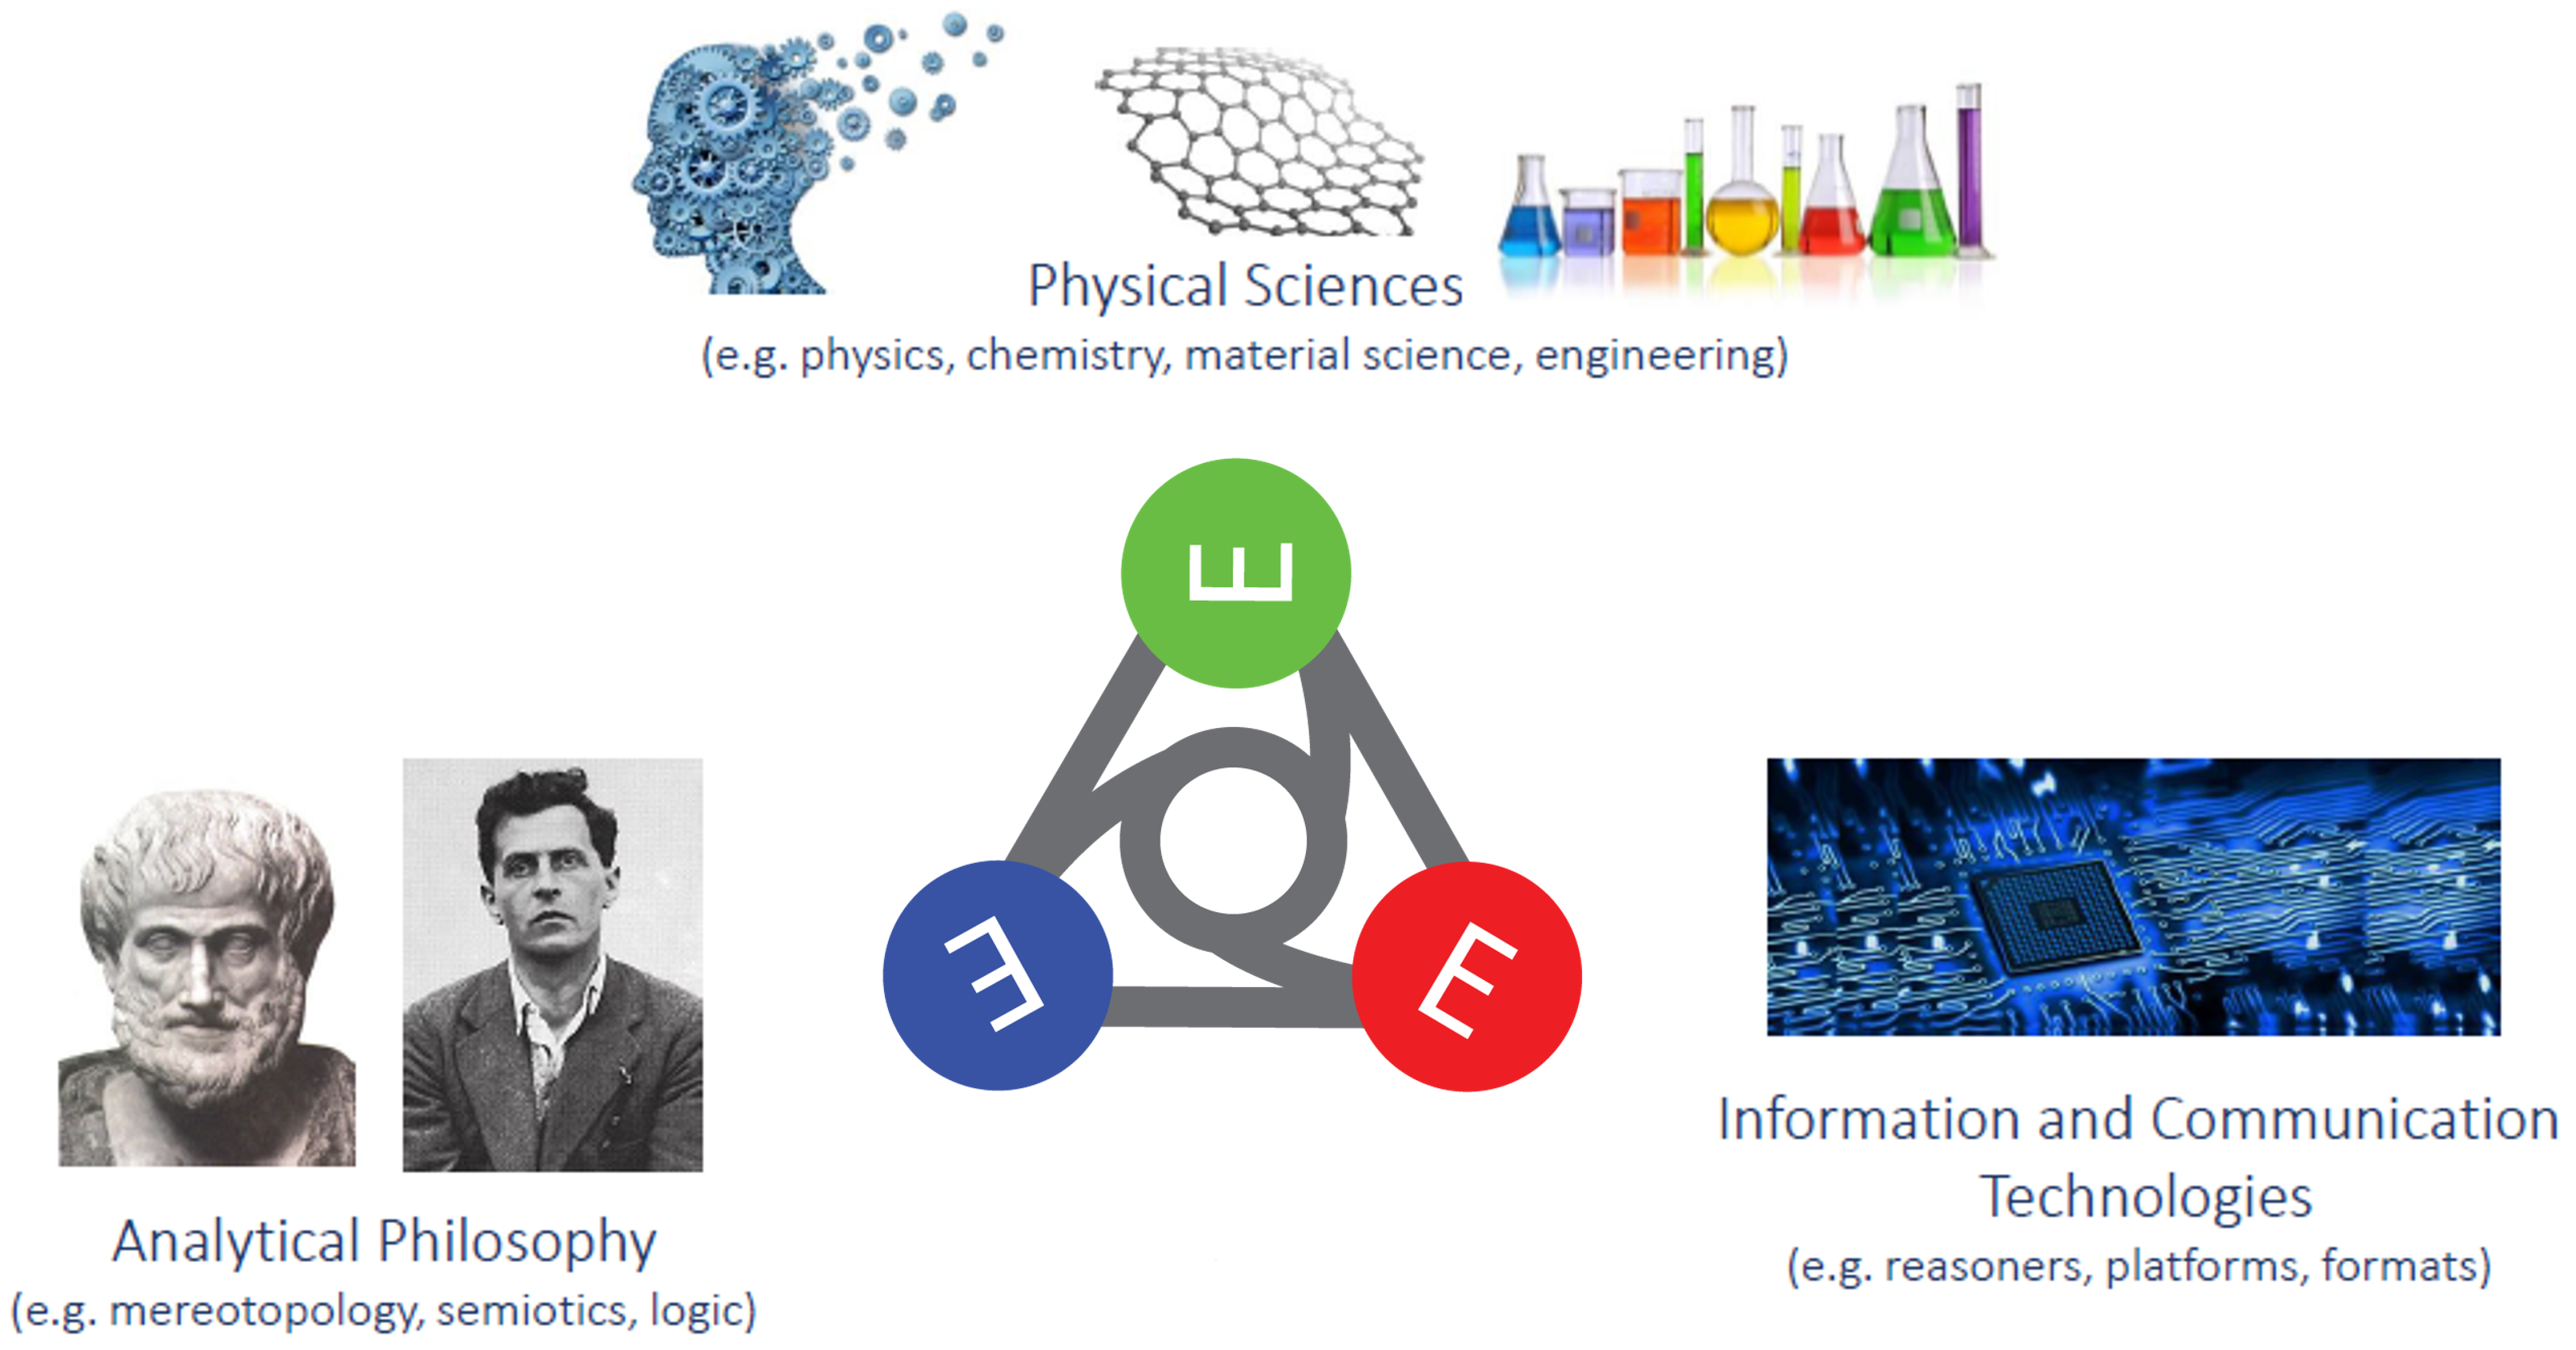 Physical Sciences
(e.g. physics, chemistry, material science, engineering)
E
E
E
Analytical Philosophy
(e.g. mereotopology, semiotics, logic)
Information and Communication
Technologies
(e.g. reasoners, platforms, formats)